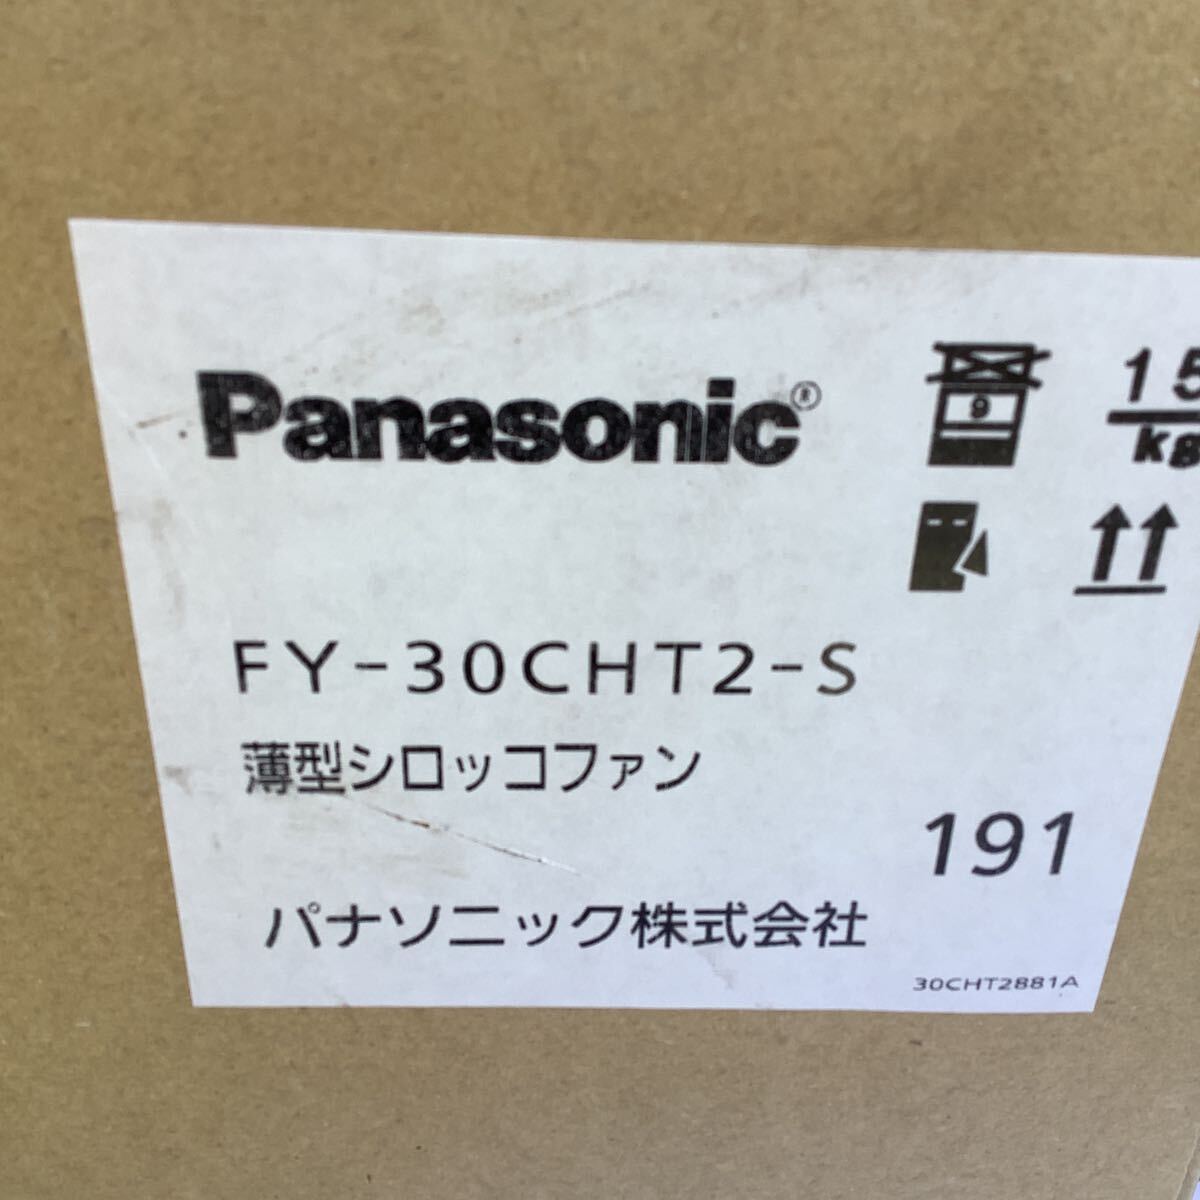 Panasonic®
9
15
kg
FY-30CHT2-S
薄型シロッコファン
191
パナソニック株式会社
30CHT2881A